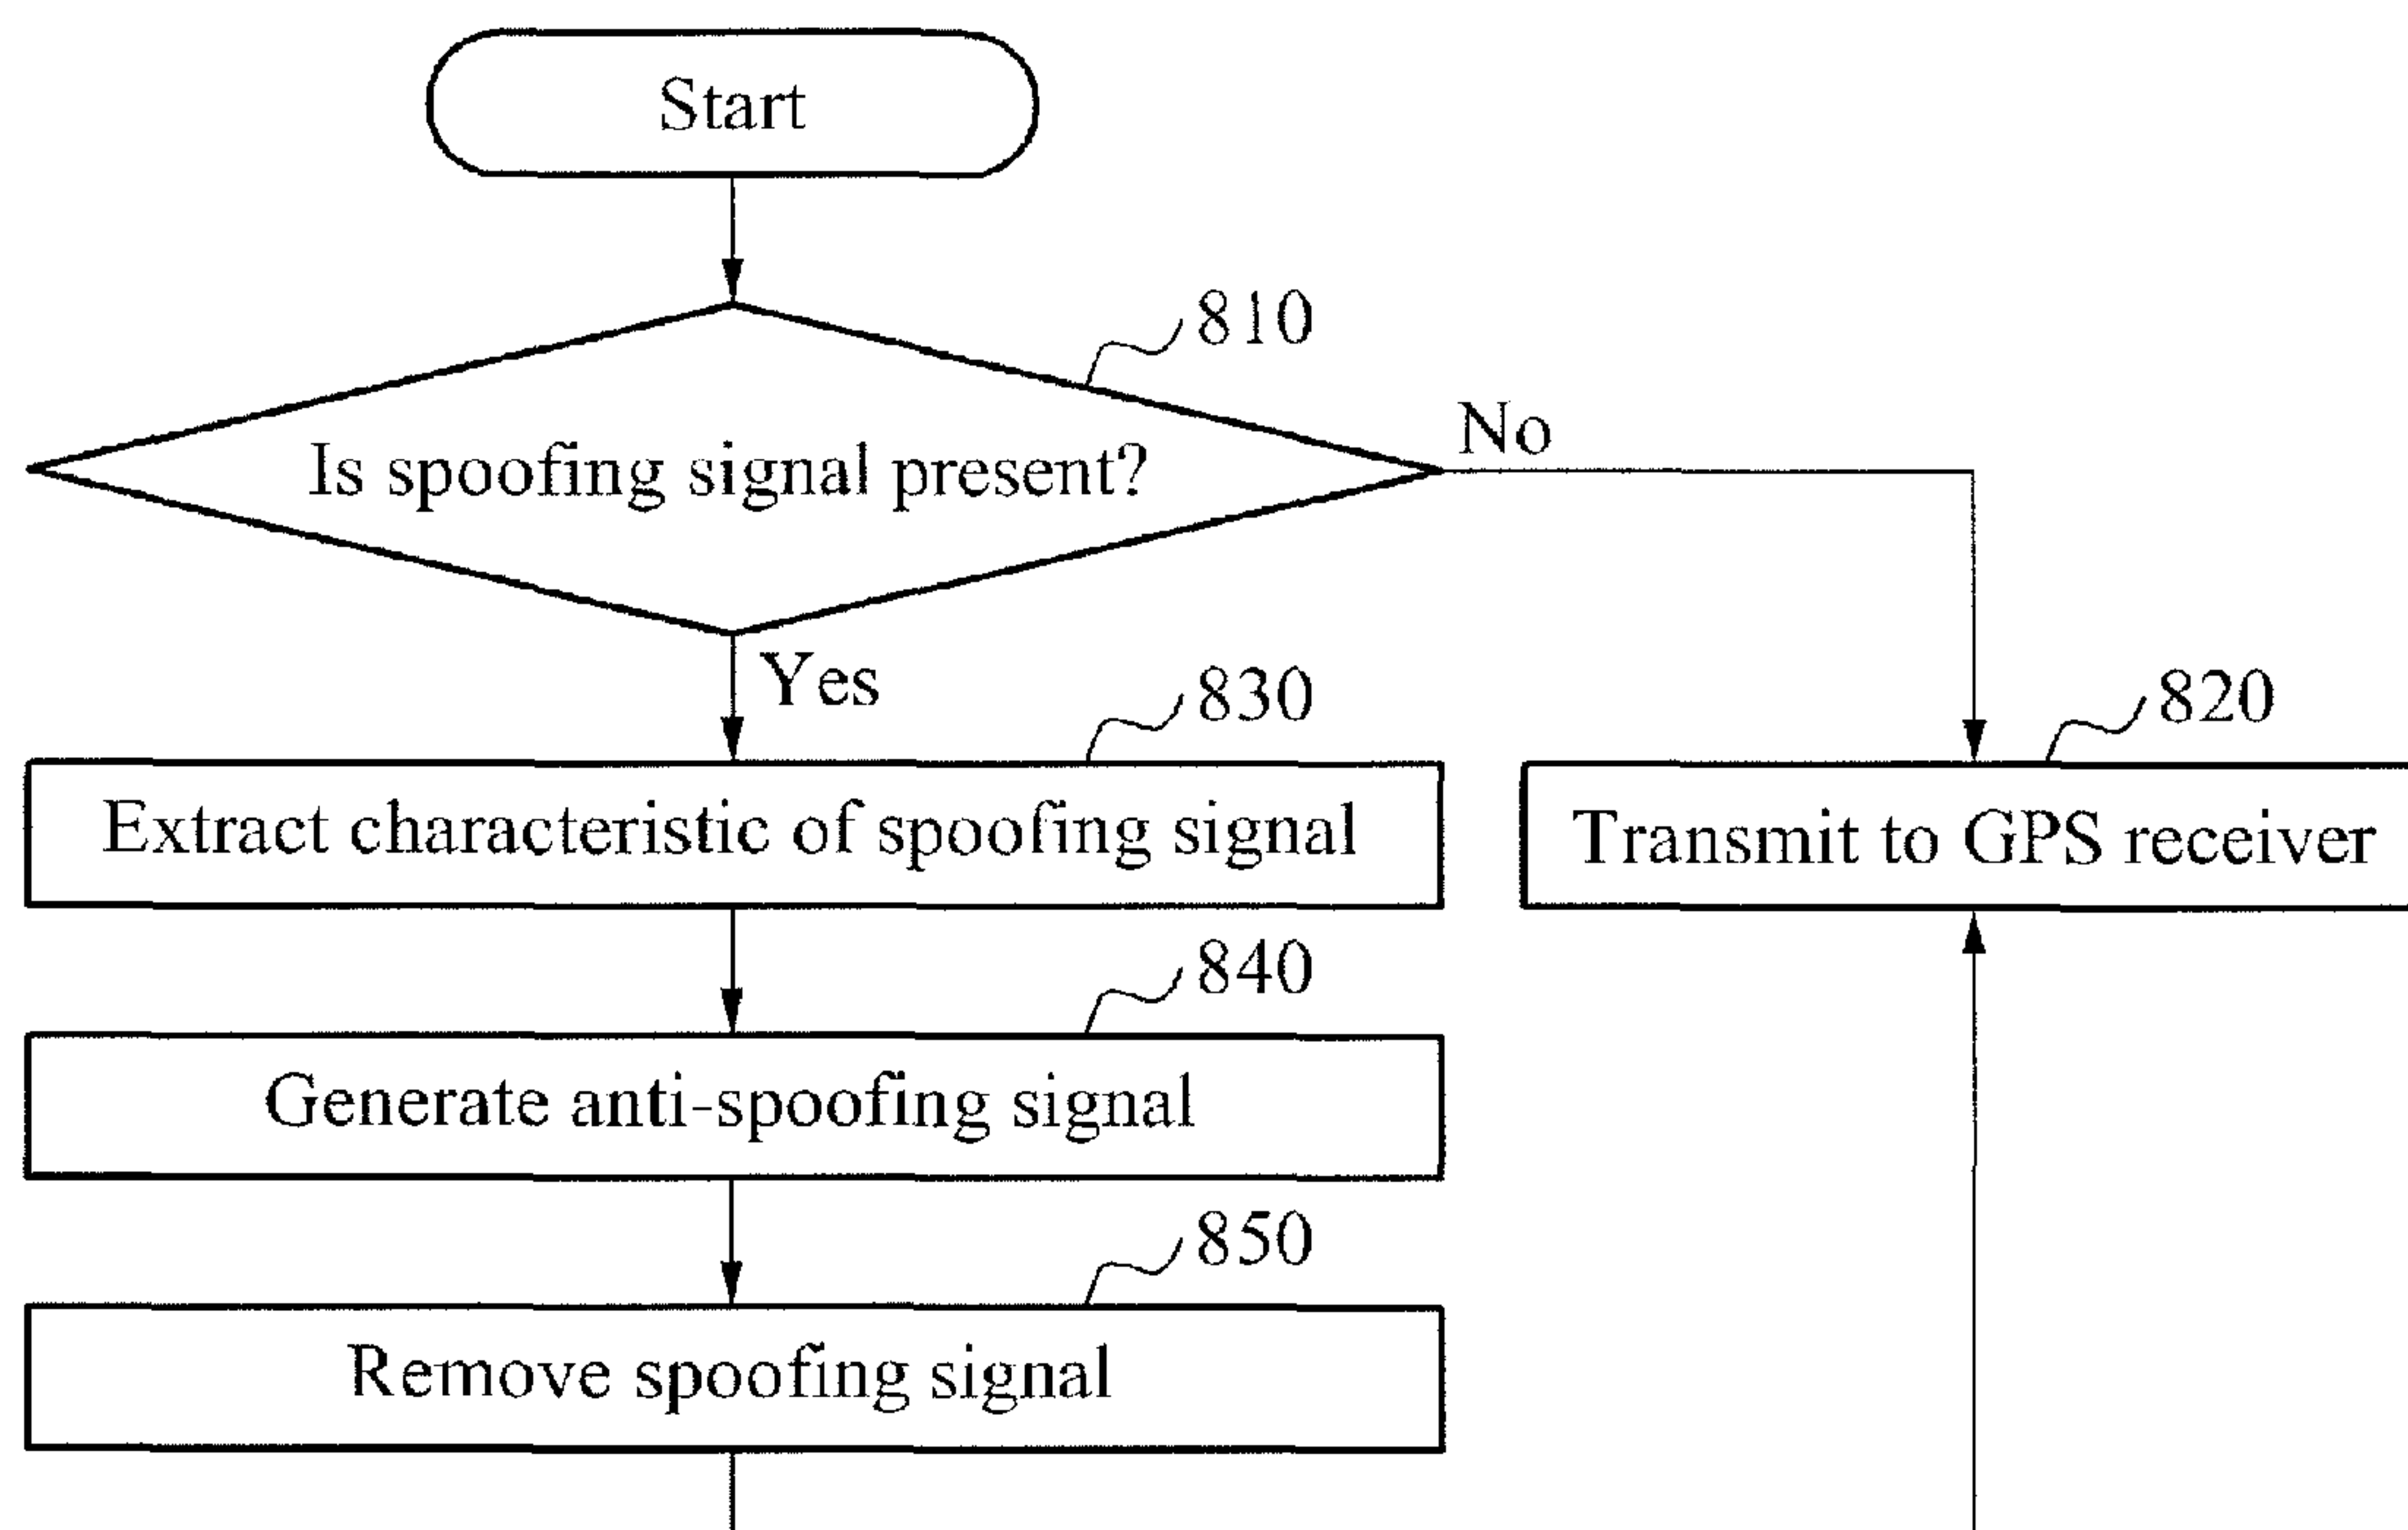 Start
810
Is spoofing signal present?
No
Yes
830
820
Extract characteristic of spoofing signal
Transmit to GPS receiver
840
Generate anti-spoofing signal
850
Remove spoofing signal